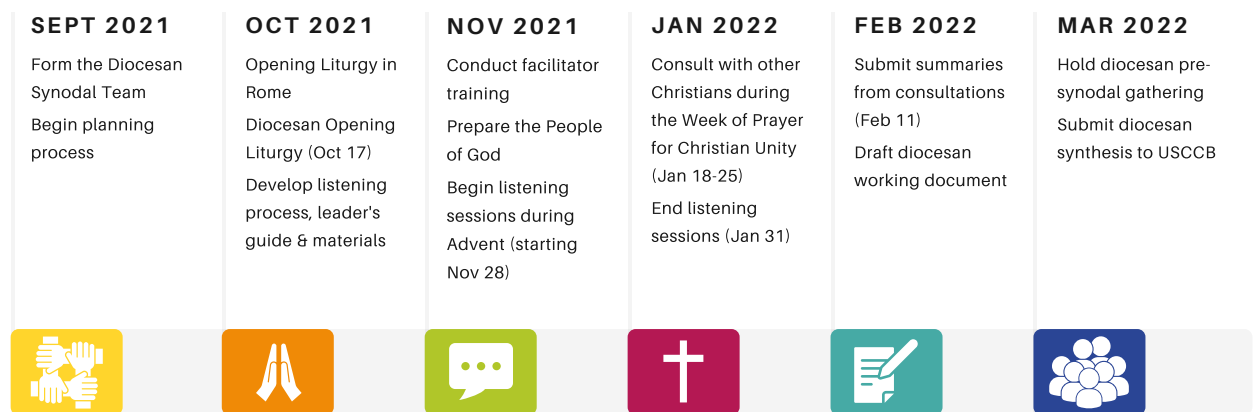 SEPT 2021
Form the Diocesan
Synodal Team
Begin planning
process
OCT 2021
Opening Liturgy in
Rome
Diocesan Opening
Liturgy (Oct 17)
Develop listening
process, leader's
guide & materials
NOV 2021
Conduct facilitator
training
Prepare the People
of God
Begin listening
sessions during
Advent (starting
Nov 28)
JAN 2022
Consult with other
Christians during
the Week of Prayer
for Christian Unity
(Jan 18-25)
End listening
sessions (Jan 31)
FEB 2022
Submit summaries
from consultations
(Feb 11)
Draft diocesan
working document
MAR 2022
Hold diocesan pre-
synodal gathering
Submit diocesan
synthesis to USCCB